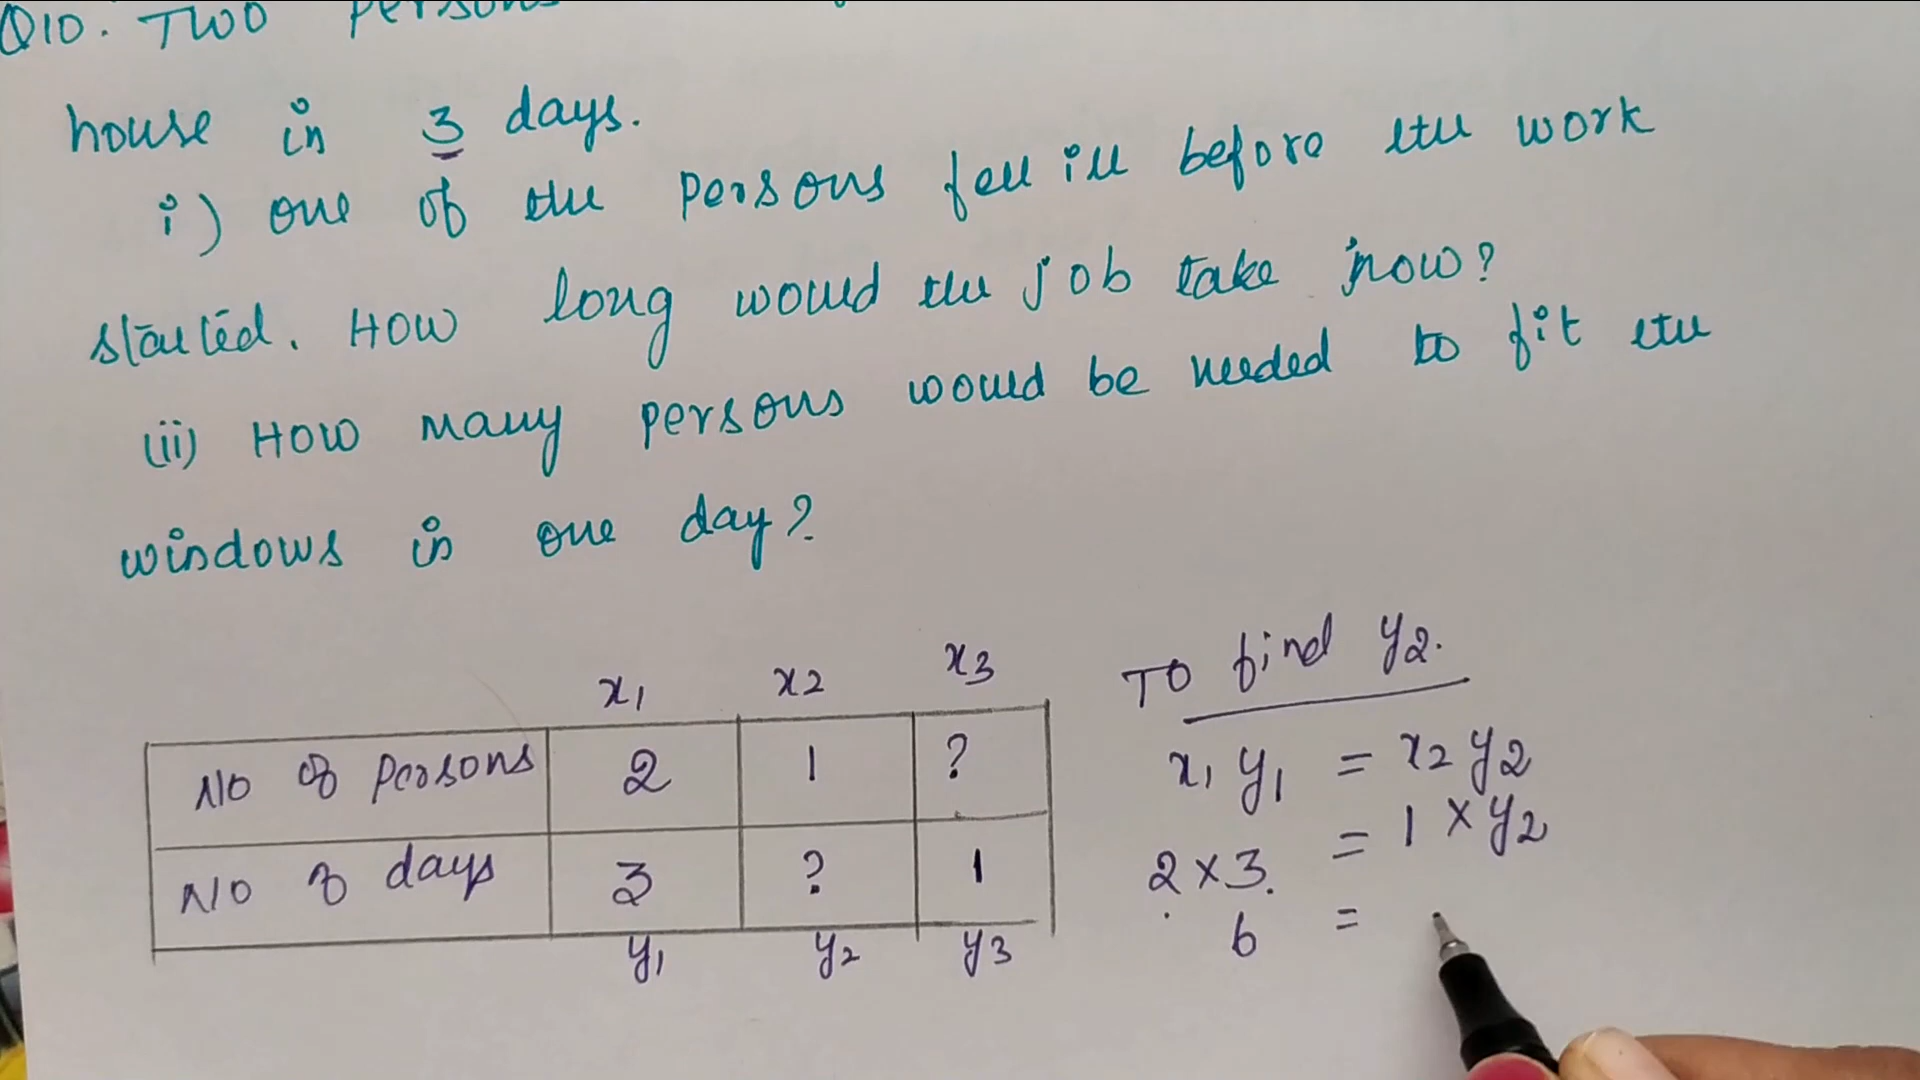 Q10. Two persons
house in 3 days.
i) one of the persons fell ill before the work
started. How long would the job take now?
(ii) How many persons would be needed to fit the
windows in one day?
x1 x2 x3
No of persons 2 1 ?
No of days 3 ? 1
y1 y2 y3
To find y2.
x1 y1 = x2 y2
2 × 3. = 1 × y2
6 =